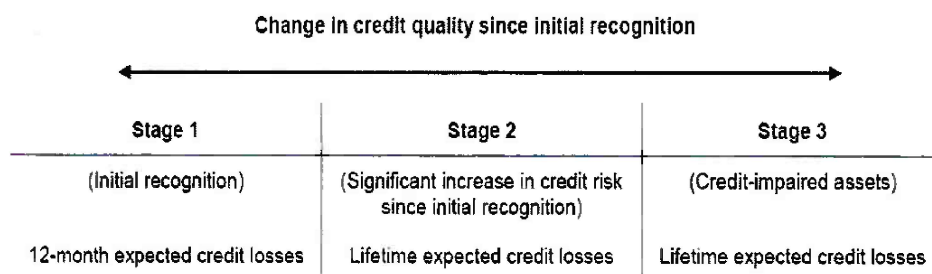 Change in credit quality since initial recognition
Stage 1
Stage 2
Stage 3
(Initial recognition)
(Significant increase in credit risk
since initial recognition)
(Credit-impaired assets)
12-month expected credit losses
Lifetime expected credit losses
Lifetime expected credit losses